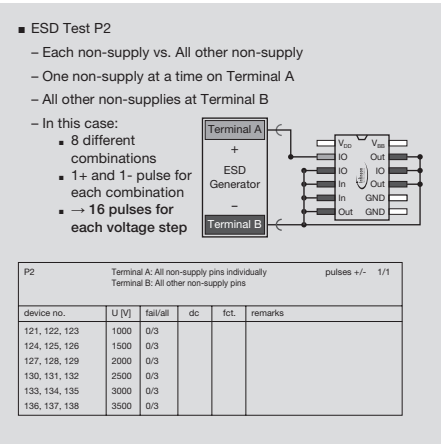 ■ ESD Test P2
– Each non-supply vs. All other non-supply
– One non-supply at a time on Terminal A
– All other non-supplies at Terminal B
– In this case:
■ 8 different
combinations
■ 1+ and 1- pulse for
each combination
■ → 16 pulses for
each voltage step
Terminal A
+
ESD
Generator
–
Terminal B
VDD VBB
IO Out
IO IO
In Out
In GND
Out GND
P2 Terminal A: All non-supply pins individually pulses +/- 1/1
Terminal B: All other non-supply pins
device no. U [V] fail/all dc fct. remarks
121, 122, 123 1000 0/3
124, 125, 126 1500 0/3
127, 128, 129 2000 0/3
130, 131, 132 2500 0/3
133, 134, 135 3000 0/3
136, 137, 138 3500 0/3